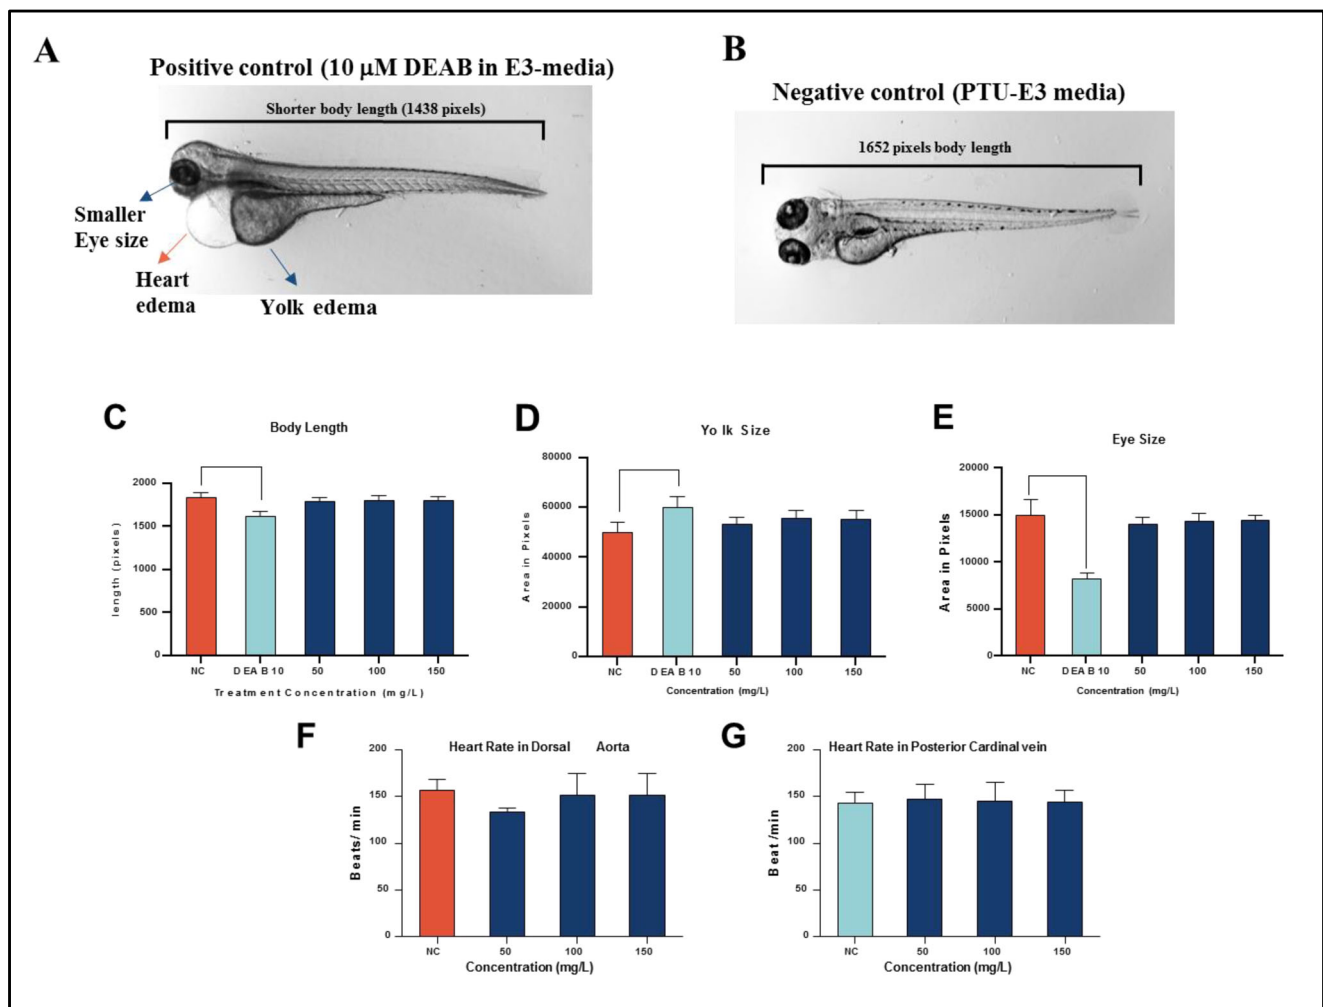 A
Positive control (10 µM DEAB in E3-media)
Shorter body length (1438 pixels)
Smaller
Eye size
Heart
edema
Yolk edema
B
Negative control (PTU-E3 media)
1652 pixels body length
C
Body Length
length (pixels)
2000
1500
1000
500
0
NC
DEAB 10
50
100
150
Treatment Concentration (mg/L)
D
Yo lk Size
Area in Pixels
80000
60000
40000
20000
0
NC
DEAB 10
50
100
150
Concentration (mg/L)
E
Eye Size
Area in Pixels
20000
15000
10000
5000
0
NC
DEAB 10
50
100
150
Concentration (mg/L)
F
Heart Rate in Dorsal Aorta
Beats/ min
200
150
100
50
0
NC
50
100
150
Concentration (mg/L)
G
Heart Rate in Posterior Cardinal vein
Beat /min
200
150
100
50
0
NC
50
100
150
Concentration (mg/L)